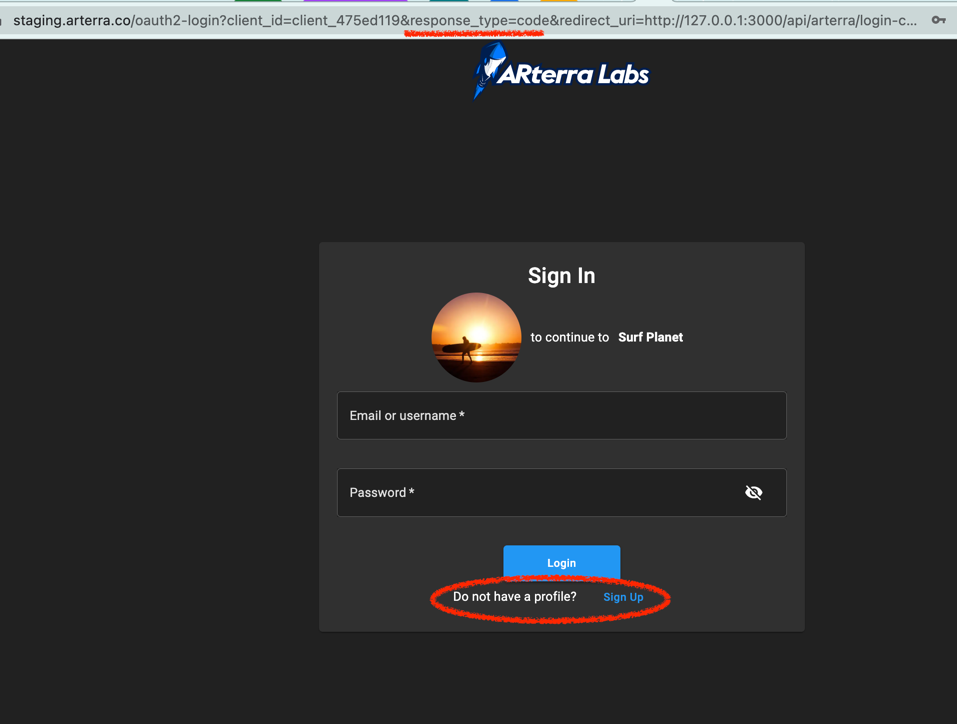 staging.arterra.co/oauth2-login?client_id=client_475ed119&response_type=code&redirect_uri=http://127.0.0.1:3000/api/arterra/login-c...
ARterra Labs
Sign In
to continue to Surf Planet
Email or username *
Password *
Login
Do not have a profile? Sign Up